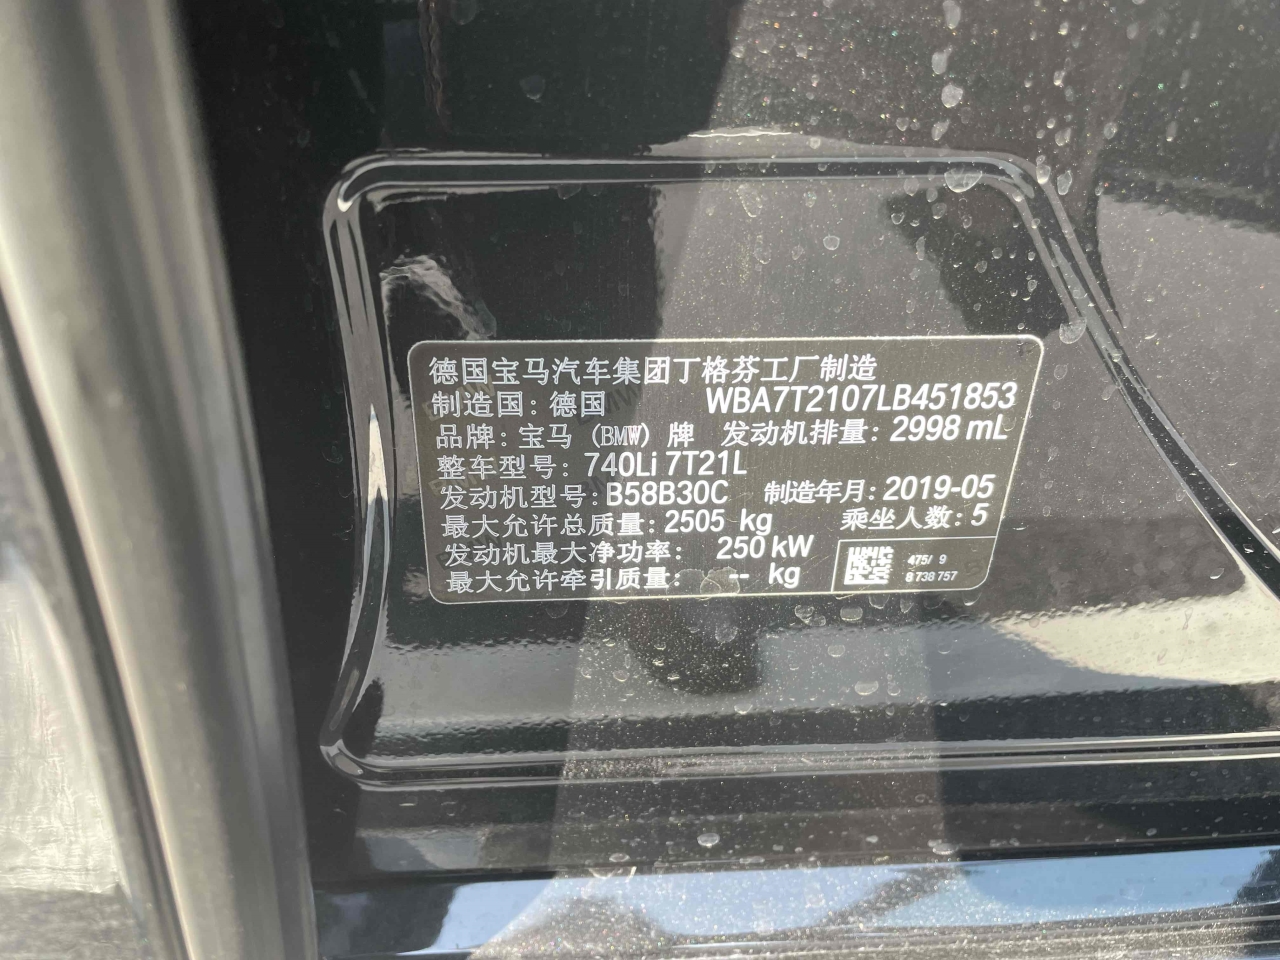 德国宝马汽车集团丁格芬工厂制造
制造国：德国 WBA7T2107LB451853
品牌：宝马（BMW）牌 发动机排量：2998 mL
整车型号：740Li 7T21L
发动机型号：B58B30C 制造年月：2019-05
最大允许总质量：2505 kg 乘坐人数：5
发动机最大净功率： 250 kW
最大允许牵引质量： -- kg
475/ 9
8 738 757